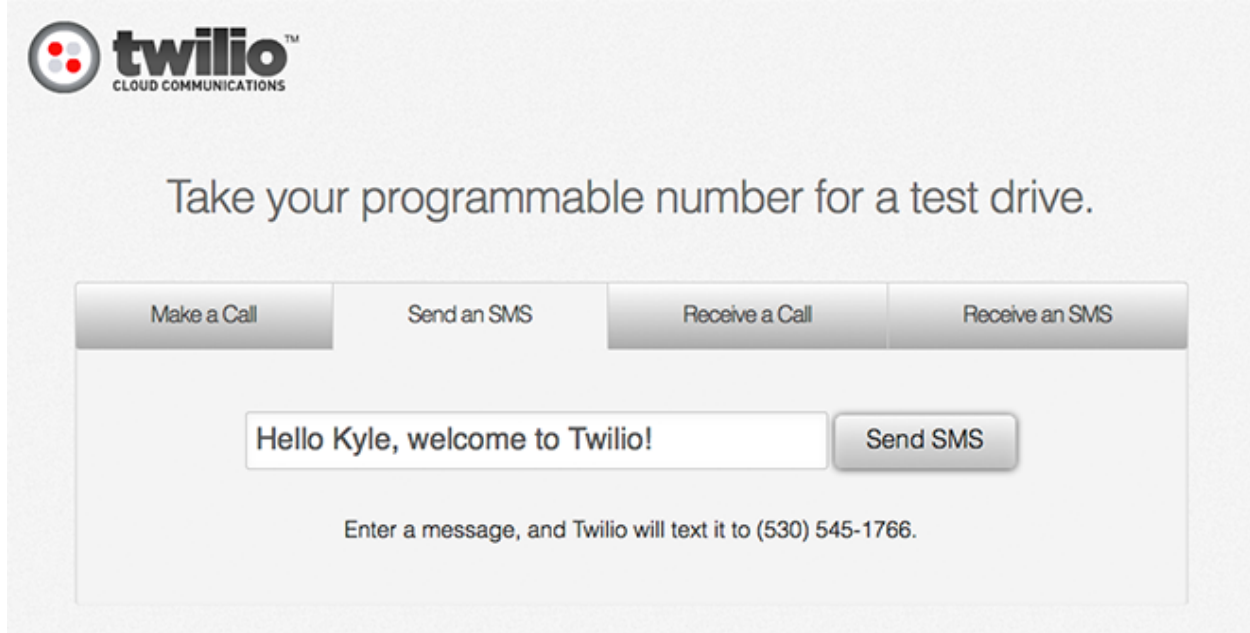 twilio™
CLOUD COMMUNICATIONS
Take your programmable number for a test drive.
Make a Call Send an SMS Receive a Call Receive an SMS
Hello Kyle, welcome to Twilio! Send SMS
Enter a message, and Twilio will text it to (530) 545-1766.